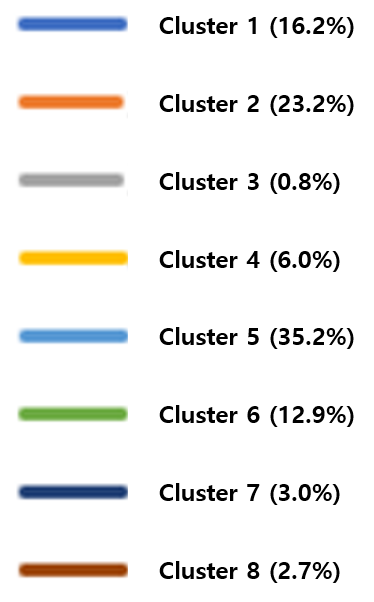 Cluster 1 (16.2%)
Cluster 2 (23.2%)
Cluster 3 (0.8%)
Cluster 4 (6.0%)
Cluster 5 (35.2%)
Cluster 6 (12.9%)
Cluster 7 (3.0%)
Cluster 8 (2.7%)